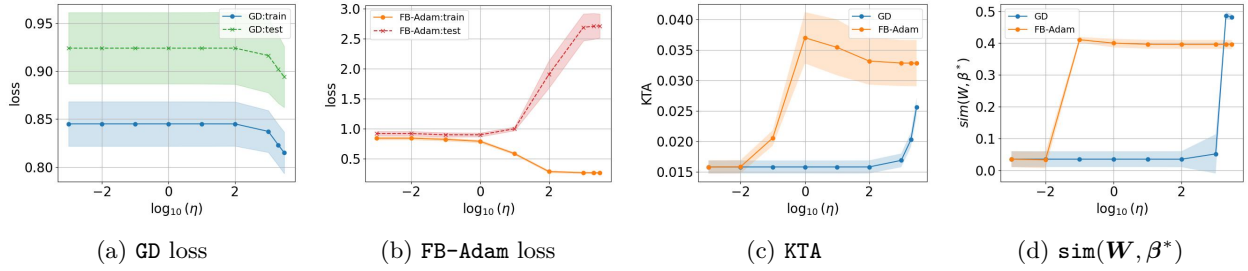 GD:train
GD:test
0.95
0.90
0.85
0.80
loss
−2
0
2
log10 (η)
(a) GD loss
FB-Adam:train
FB-Adam:test
3.0
2.5
2.0
1.5
1.0
0.5
loss
−2
0
2
log10 (η)
(b) FB-Adam loss
GD
FB-Adam
0.040
0.035
0.030
0.025
0.020
0.015
KTA
−2
0
2
log10 (η)
(c) KTA
GD
FB-Adam
0.5
0.4
0.3
0.2
0.1
0.0
sim(W, β*)
−2
0
2
log10 (η)
(d) sim(W, β*)